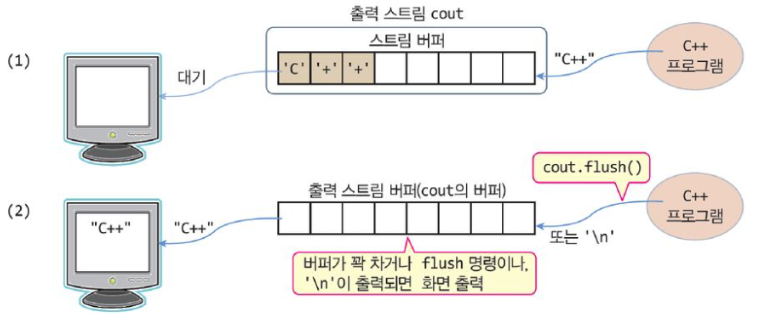 출력 스트림 cout
(1)
스트림 버퍼
대기
'C' '+' '+'
"C++"
C++
프로그램
(2)
출력 스트림 버퍼(cout의 버퍼)
cout.flush()
"C++"
"C++"
또는 '\n'
C++
프로그램
버퍼가 꽉 차거나 flush 명령이나,
'\n'이 출력되면 화면 출력